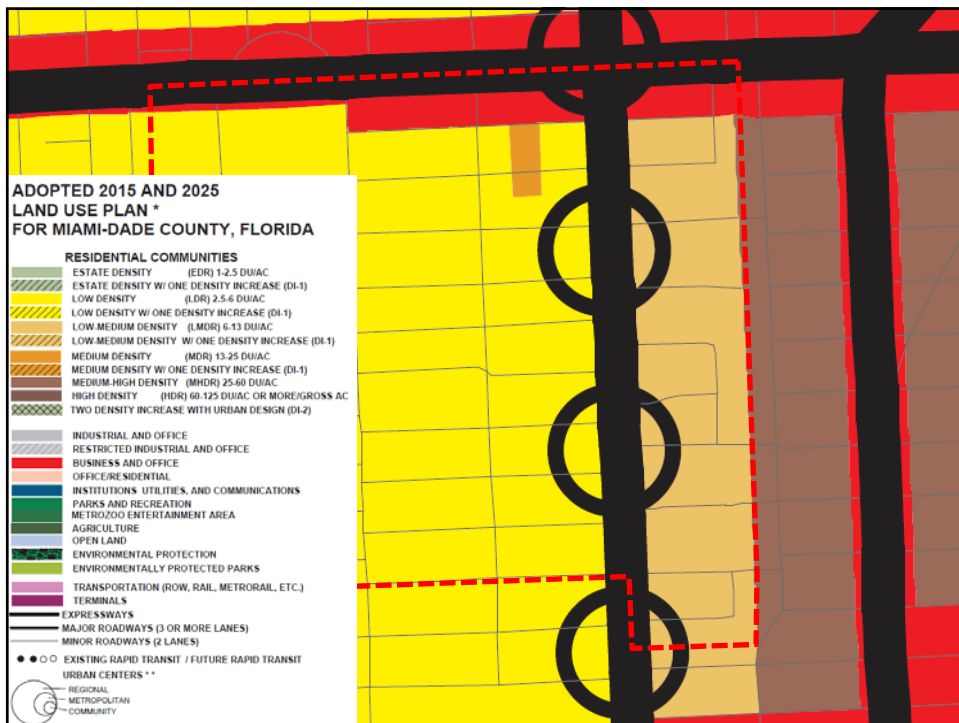 ADOPTED 2015 AND 2025
LAND USE PLAN *
FOR MIAMI-DADE COUNTY, FLORIDA
RESIDENTIAL COMMUNITIES
ESTATE DENSITY (EDR) 1-2.5 DU/AC
ESTATE DENSITY W/ ONE DENSITY INCREASE (DI-1)
LOW DENSITY (LDR) 2.5-6 DU/AC
LOW DENSITY W/ ONE DENSITY INCREASE (DI-1)
LOW-MEDIUM DENSITY (LMDR) 6-13 DU/AC
LOW-MEDIUM DENSITY W/ ONE DENSITY INCREASE (DI-1)
MEDIUM DENSITY (MDR) 13-25 DU/AC
MEDIUM DENSITY W/ ONE DENSITY INCREASE (DI-1)
MEDIUM-HIGH DENSITY (MHDR) 25-60 DU/AC
HIGH DENSITY (HDR) 60-125 DU/AC OR MORE/GROSS AC
TWO DENSITY INCREASE WITH URBAN DESIGN (DI-2)
INDUSTRIAL AND OFFICE
RESTRICTED INDUSTRIAL AND OFFICE
BUSINESS AND OFFICE
OFFICE/RESIDENTIAL
INSTITUTIONS UTILITIES, AND COMMUNICATIONS
PARKS AND RECREATION
METROZOO ENTERTAINMENT AREA
AGRICULTURE
OPEN LAND
ENVIRONMENTAL PROTECTION
ENVIRONMENTALLY PROTECTED PARKS
TRANSPORTATION (ROW, RAIL, METRORAIL, ETC.)
TERMINALS
EXPRESSWAYS
MAJOR ROADWAYS (3 OR MORE LANES)
MINOR ROADWAYS (2 LANES)
EXISTING RAPID TRANSIT / FUTURE RAPID TRANSIT
URBAN CENTERS * *
REGIONAL
METROPOLITAN
COMMUNITY